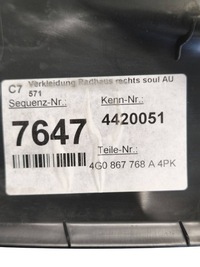 C7 Verkleidung Radhaus rechts soul AU
571
Sequenz-Nr.: Kenn-Nr.:
7647 4420051
Teile-Nr.:
4G0 867 768 A 4PK